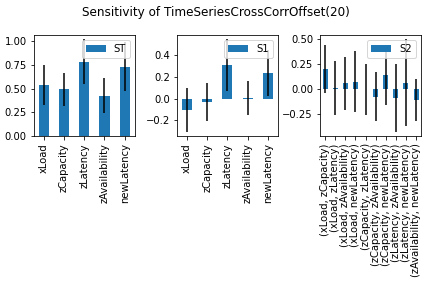 Sensitivity of TimeSeriesCrossCorrOffset(20)
1.00
0.75
0.50
0.25
0.00
ST
xLoad
zCapacity
zLatency
zAvailability
newLatency
0.4
0.2
0.0
-0.2
S1
xLoad
zCapacity
zLatency
zAvailability
newLatency
0.50
0.25
0.00
-0.25
S2
(xLoad, zCapacity)
(xLoad, zLatency)
(xLoad, zAvailability)
(xLoad, newLatency)
(zCapacity, zLatency)
(zCapacity, zAvailability)
(zCapacity, newLatency)
(zLatency, zAvailability)
(zLatency, newLatency)
(zAvailability, newLatency)